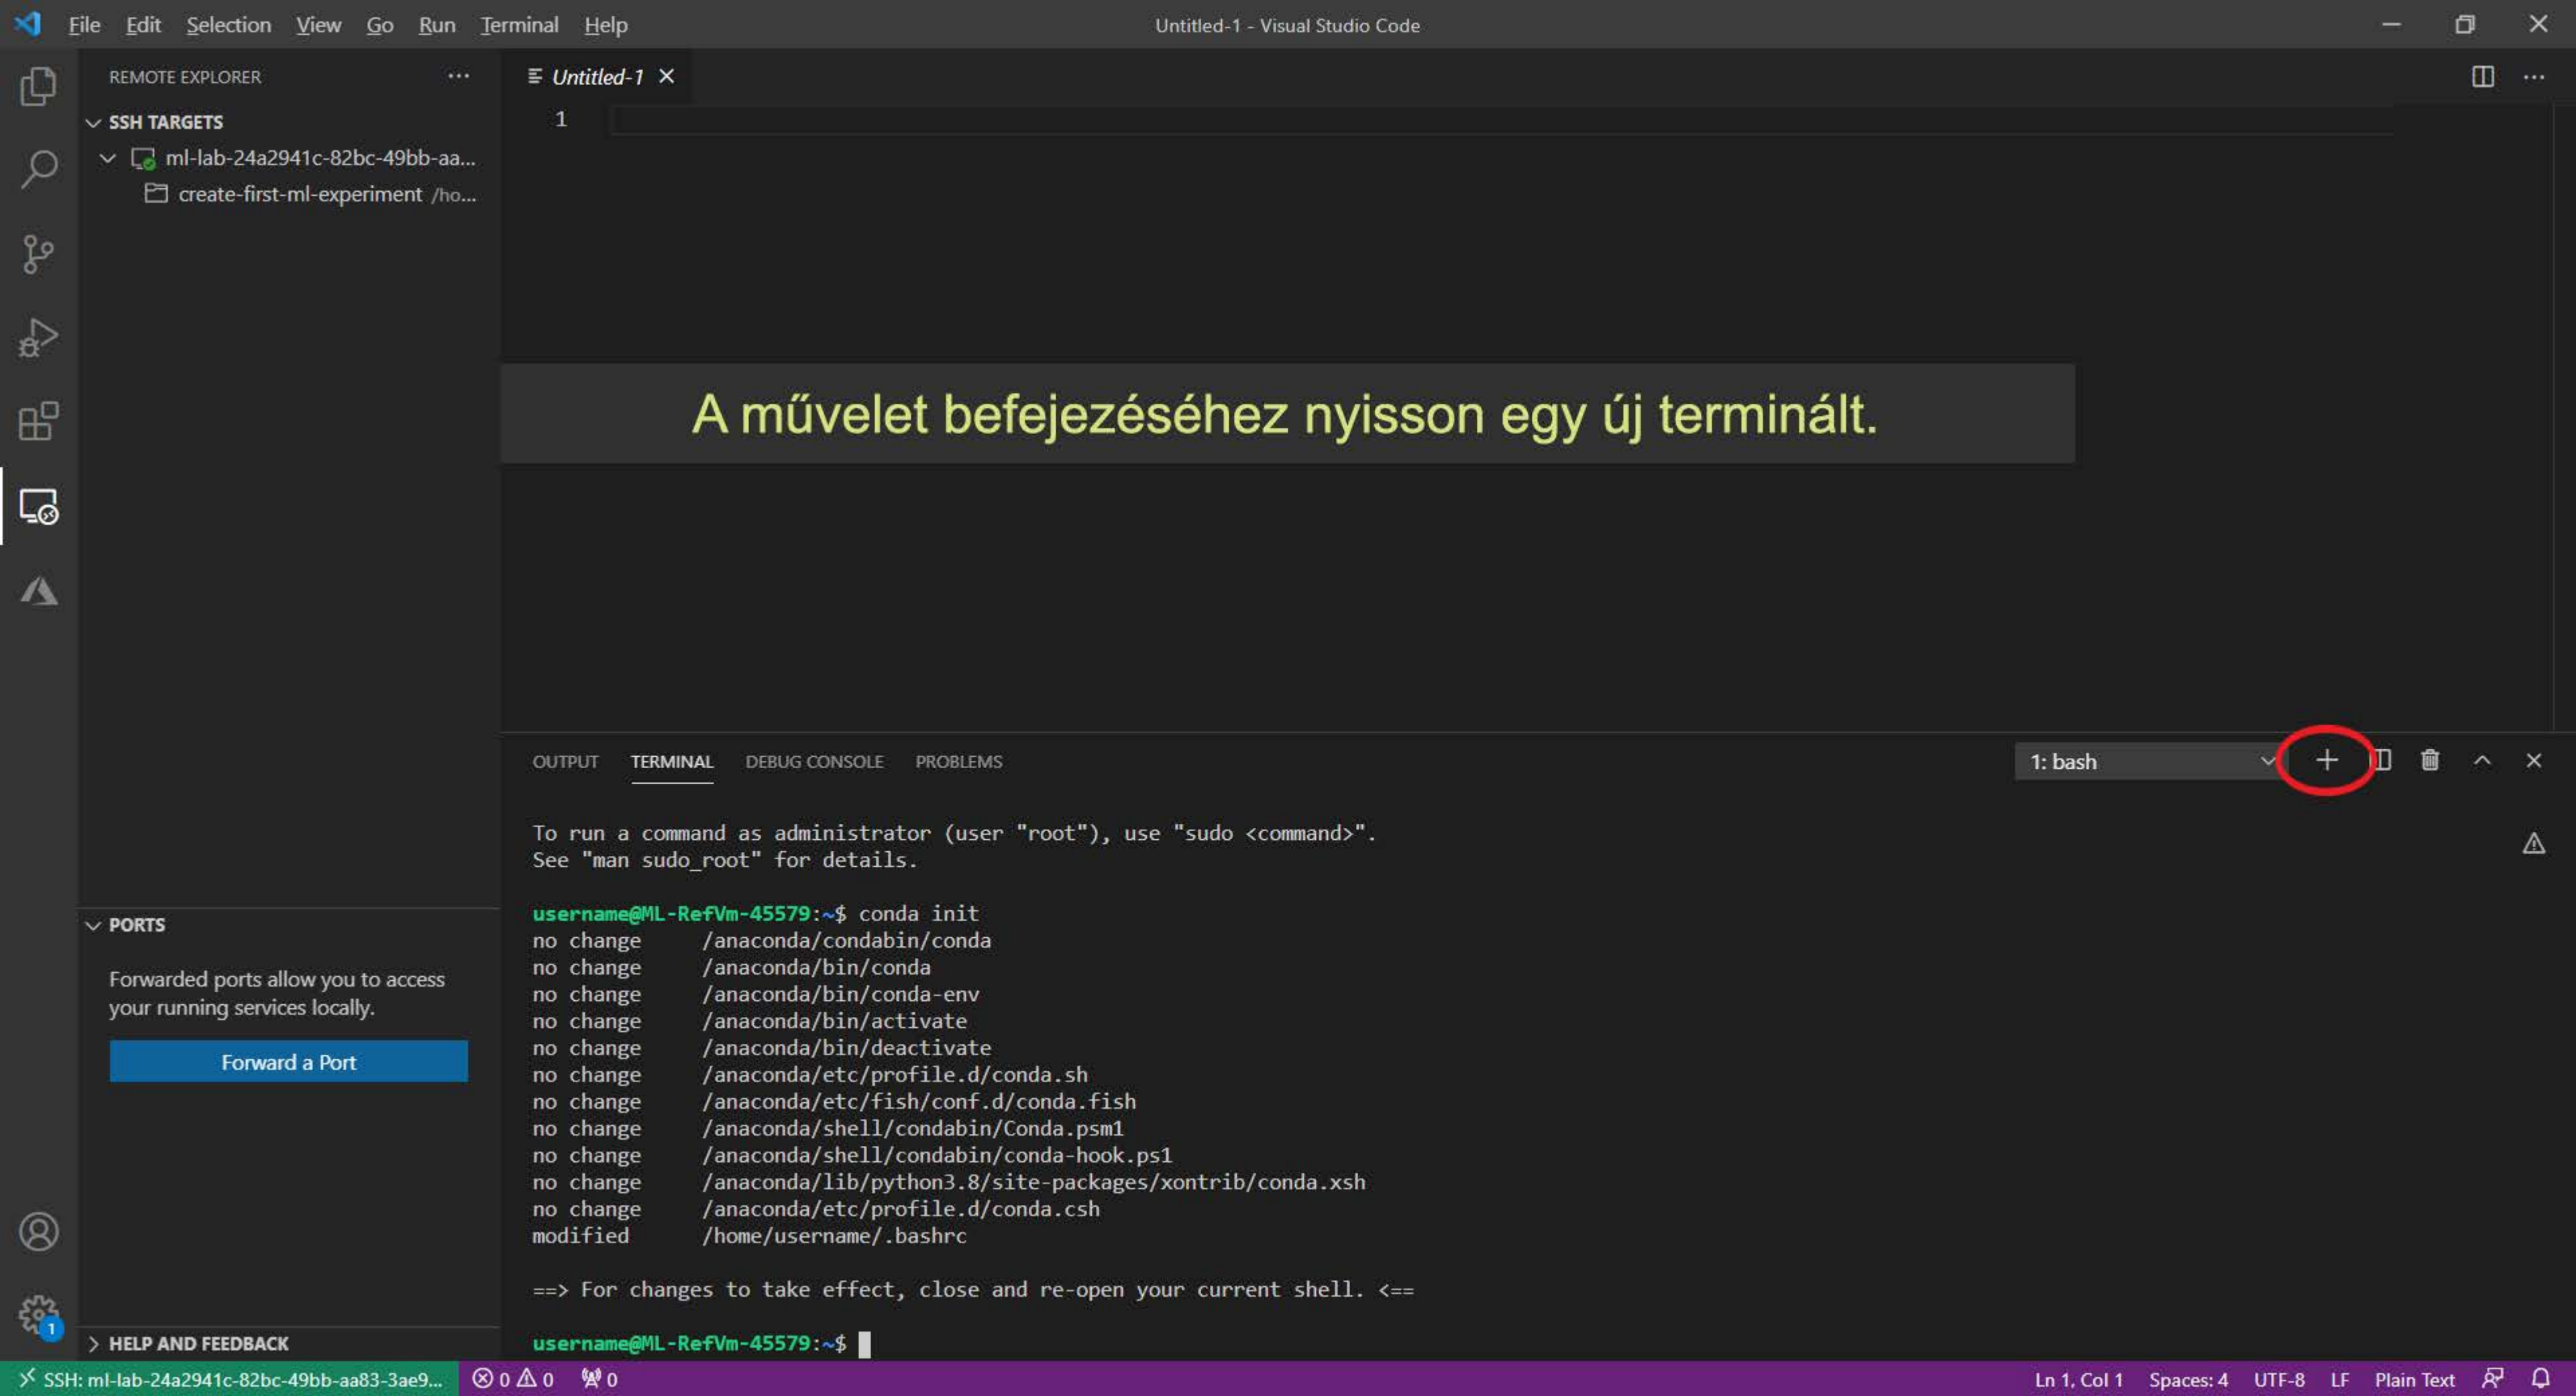 File Edit Selection View Go Run Terminal Help
Untitled-1 - Visual Studio Code
REMOTE EXPLORER
SSH TARGETS
ml-lab-24a2941c-82bc-49bb-aa...
create-first-ml-experiment /ho...
Untitled-1
1
A művelet befejezéséhez nyisson egy új terminált.
OUTPUT TERMINAL DEBUG CONSOLE PROBLEMS
1: bash
To run a command as administrator (user "root"), use "sudo <command>".
See "man sudo_root" for details.
username@ML-RefVm-45579:~$ conda init
no change /anaconda/condabin/conda
no change /anaconda/bin/conda
no change /anaconda/bin/conda-env
no change /anaconda/bin/activate
no change /anaconda/bin/deactivate
no change /anaconda/etc/profile.d/conda.sh
no change /anaconda/etc/fish/conf.d/conda.fish
no change /anaconda/shell/condabin/Conda.psm1
no change /anaconda/shell/condabin/conda-hook.ps1
no change /anaconda/lib/python3.8/site-packages/xontrib/conda.xsh
no change /anaconda/etc/profile.d/conda.csh
modified /home/username/.bashrc
==> For changes to take effect, close and re-open your current shell. <==
username@ML-RefVm-45579:~$
PORTS
Forwarded ports allow you to access
your running services locally.
Forward a Port
1
HELP AND FEEDBACK
SSH: ml-lab-24a2941c-82bc-49bb-aa83-3ae9... 0 0 0
Ln 1, Col 1 Spaces: 4 UTF-8 LF Plain Text